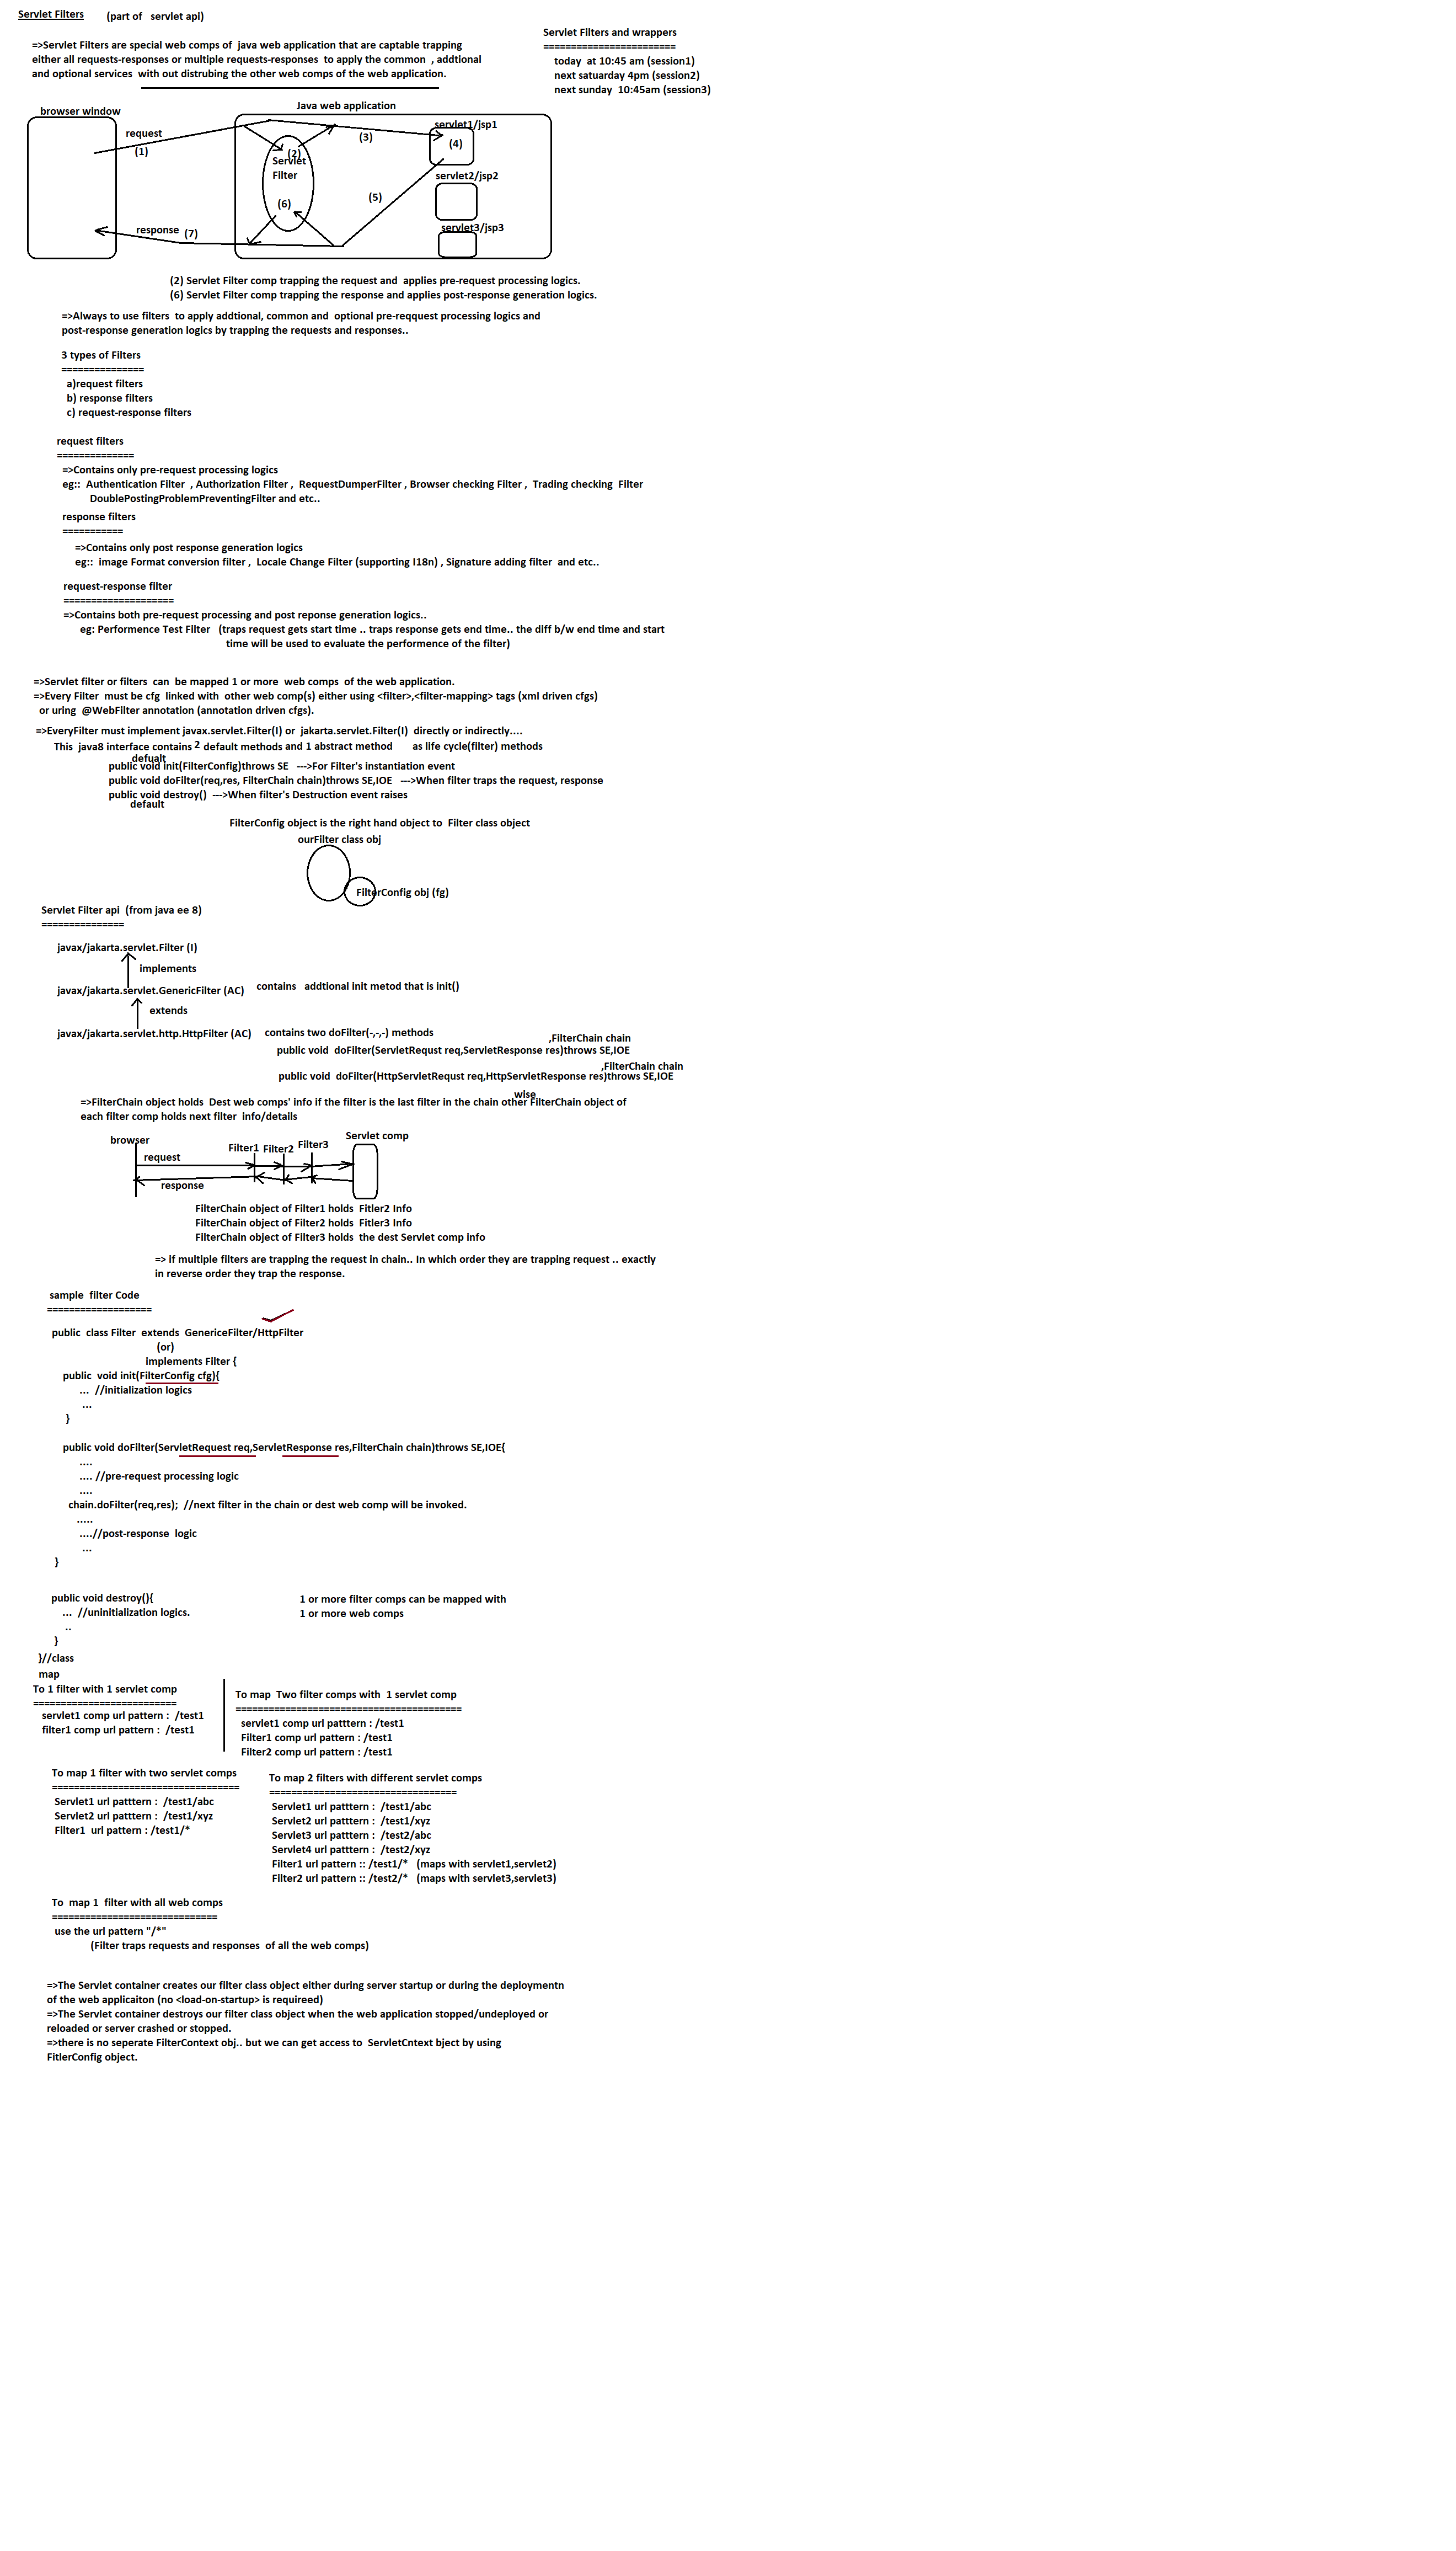 Servlet Filters (part of servlet api)
Servlet Filters and wrappers
========================
today at 10:45 am (session1)
next satuarday 4pm (session2)
next sunday 10:45am (session3)
=>Servlet Filters are special web comps of java web application that are captable trapping
either all requests-responses or multiple requests-responses to apply the common , addtional
and optional services with out distrubing the other web comps of the web application.
browser window
Java web application
request
(1)
(2)
Servlet
Filter
(3)
servlet1/jsp1
(4)
servlet2/jsp2
(5)
(6)
servlet3/jsp3
response (7)
(2) Servlet Filter comp trapping the request and applies pre-request processing logics.
(6) Servlet Filter comp trapping the response and applies post-response generation logics.
=>Always to use filters to apply addtional, common and optional pre-reqquest processing logics and
post-response generation logics by trapping the requests and responses..
3 types of Filters
===============
a)request filters
b) response filters
c) request-response filters
request filters
==============
=>Contains only pre-request processing logics
eg:: Authentication Filter , Authorization Filter , RequestDumperFilter , Browser checking Filter , Trading checking Filter
DoublePostingProblemPreventingFilter and etc..
response filters
===========
=>Contains only post response generation logics
eg:: image Format conversion filter , Locale Change Filter (supporting I18n) , Signature adding filter and etc..
request-response filter
====================
=>Contains both pre-request processing and post reponse generation logics..
eg: Performence Test Filter (traps request gets start time .. traps response gets end time.. the diff b/w end time and start
time will be used to evaluate the performence of the filter)
=>Servlet filter or filters can be mapped 1 or more web comps of the web application.
=>Every Filter must be cfg linked with other web comp(s) either using <filter>,<filter-mapping> tags (xml driven cfgs)
or uring @WebFilter annotation (annotation driven cfgs).
=>EveryFilter must implement javax.servlet.Filter(I) or jakarta.servlet.Filter(I) directly or indirectly....
This java8 interface contains 2 default methods and 1 abstract method as life cycle(filter) methods
defualt
public void init(FilterConfig)throws SE --->For Filter's instantiation event
public void doFilter(req,res, FilterChain chain)throws SE,IOE --->When filter traps the request, response
public void destroy() --->When filter's Destruction event raises
default
FilterConfig object is the right hand object to Filter class object
ourFilter class obj
FilterConfig obj (fg)
Servlet Filter api (from java ee 8)
===============
javax/jakarta.servlet.Filter (I)
implements
javax/jakarta.servlet.GenericFilter (AC) contains addtional init metod that is init()
extends
javax/jakarta.servlet.http.HttpFilter (AC) contains two doFilter(-,-,-) methods
,FilterChain chain
public void doFilter(ServletRequst req,ServletResponse res)throws SE,IOE
,FilterChain chain
public void doFilter(HttpServletRequst req,HttpServletResponse res)throws SE,IOE
wise
=>FilterChain object holds Dest web comps' info if the filter is the last filter in the chain other FilterChain object of
each filter comp holds next filter info/details
browser
Filter1 Filter2 Filter3
Servlet comp
request
response
FilterChain object of Filter1 holds Fitler2 Info
FilterChain object of Filter2 holds Fitler3 Info
FilterChain object of Filter3 holds the dest Servlet comp info
=> if multiple filters are trapping the request in chain.. In which order they are trapping request .. exactly
in reverse order they trap the response.
sample filter Code
===================
public class Filter extends GenericeFilter/HttpFilter
(or)
implements Filter {
public void init(FilterConfig cfg){
... //initialization logics
...
}
public void doFilter(ServletRequest req,ServletResponse res,FilterChain chain)throws SE,IOE{
....
.... //pre-request processing logic
....
chain.doFilter(req,res); //next filter in the chain or dest web comp will be invoked.
.....
....//post-response logic
...
}
public void destroy(){
... //uninitialization logics.
..
}
}//class
1 or more filter comps can be mapped with
1 or more web comps
map
To 1 filter with 1 servlet comp
==========================
servlet1 comp url pattern : /test1
filter1 comp url pattern : /test1
To map Two filter comps with 1 servlet comp
=========================================
servlet1 comp url patttern : /test1
Filter1 comp url pattern : /test1
Filter2 comp url pattern : /test1
To map 1 filter with two servlet comps
==================================
Servlet1 url patttern : /test1/abc
Servlet2 url patttern : /test1/xyz
Filter1 url pattern : /test1/*
To map 2 filters with different servlet comps
==================================
Servlet1 url patttern : /test1/abc
Servlet2 url patttern : /test1/xyz
Servlet3 url patttern : /test2/abc
Servlet4 url patttern : /test2/xyz
Filter1 url pattern :: /test1/* (maps with servlet1,servlet2)
Filter2 url pattern :: /test2/* (maps with servlet3,servlet3)
To map 1 filter with all web comps
==============================
use the url pattern "/*"
(Filter traps requests and responses of all the web comps)
=>The Servlet container creates our filter class object either during server startup or during the deploymentn
of the web applicaiton (no <load-on-startup> is requireed)
=>The Servlet container destroys our filter class object when the web application stopped/undeployed or
reloaded or server crashed or stopped.
=>there is no seperate FilterContext obj.. but we can get access to ServletCntext bject by using
FitlerConfig object.